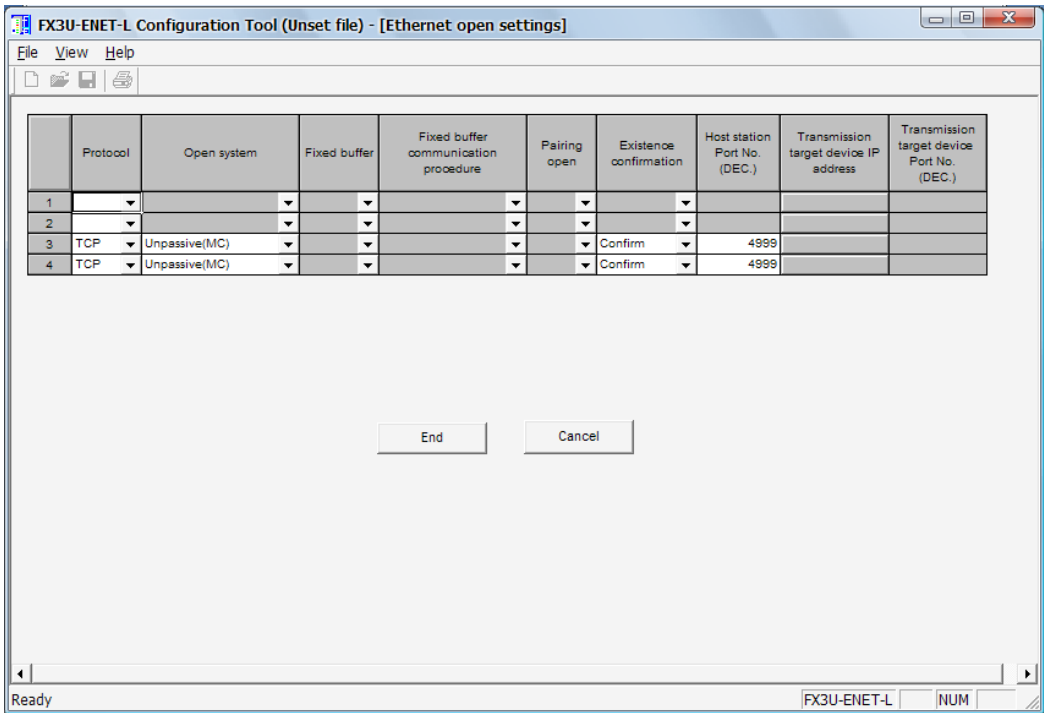 FX3U-ENET-L Configuration Tool (Unset file) - [Ethernet open settings]
File View Help
Protocol
Open system
Fixed buffer
Fixed buffer
communication
procedure
Pairing
open
Existence
confirmation
Host station
Port No.
(DEC.)
Transmission
target device IP
address
Transmission
target device
Port No.
(DEC.)
1
2
3 TCP Unpassive(MC) Confirm 4999
4 TCP Unpassive(MC) Confirm 4999
End Cancel
Ready FX3U-ENET-L NUM